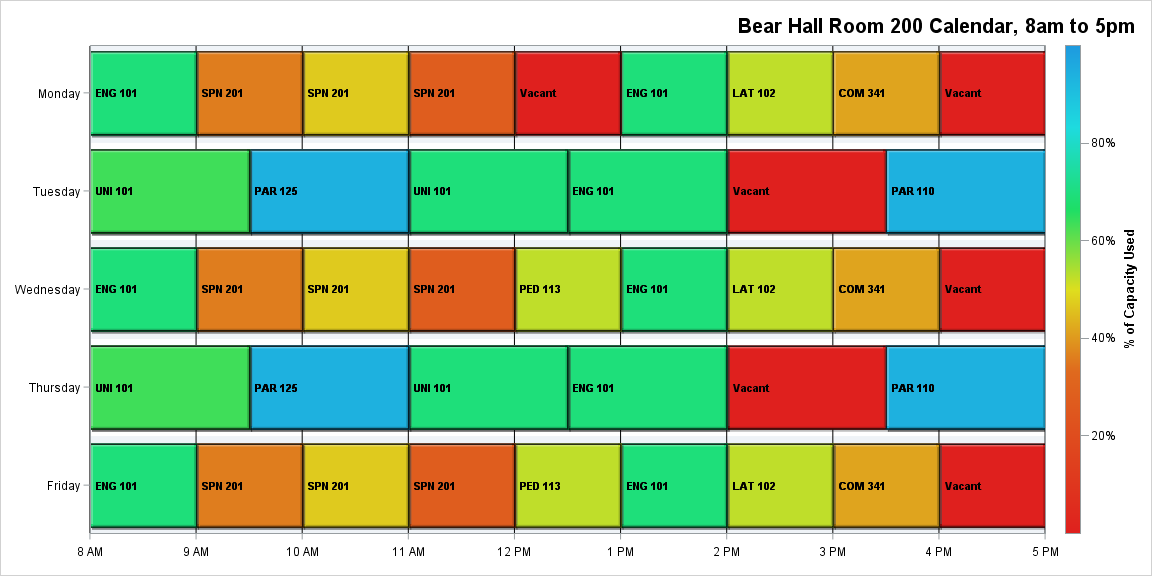 Bear Hall Room 200 Calendar, 8am to 5pm
Monday
ENG 101 SPN 201 SPN 201 SPN 201 Vacant ENG 101 LAT 102 COM 341 Vacant
Tuesday
UNI 101 PAR 125 UNI 101 ENG 101 Vacant PAR 110
Wednesday
ENG 101 SPN 201 SPN 201 SPN 201 PED 113 ENG 101 LAT 102 COM 341 Vacant
Thursday
UNI 101 PAR 125 UNI 101 ENG 101 Vacant PAR 110
Friday
ENG 101 SPN 201 SPN 201 SPN 201 PED 113 ENG 101 LAT 102 COM 341 Vacant
8 AM 9 AM 10 AM 11 AM 12 PM 1 PM 2 PM 3 PM 4 PM 5 PM
80%
60%
40%
20%
% of Capacity Used